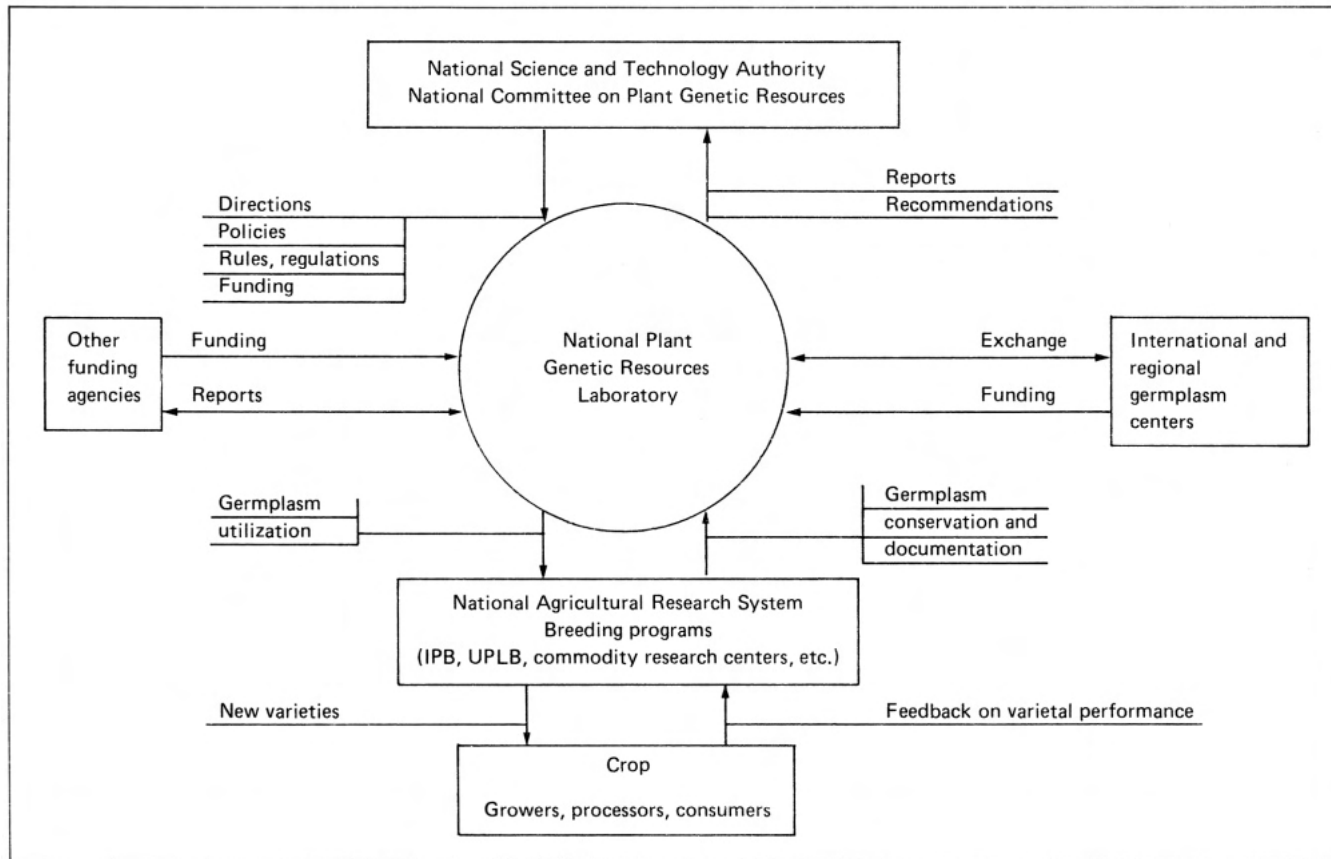 National Science and Technology Authority
National Committee on Plant Genetic Resources
Reports
Recommendations
Directions
Policies
Rules, regulations
Funding
Other
funding
agencies
Funding
Reports
National Plant
Genetic Resources
Laboratory
Exchange
Funding
International and
regional
germplasm
centers
Germplasm
utilization
Germplasm
conservation and
documentation
National Agricultural Research System
Breeding programs
(IPB, UPLB, commodity research centers, etc.)
New varieties
Feedback on varietal performance
Crop
Growers, processors, consumers